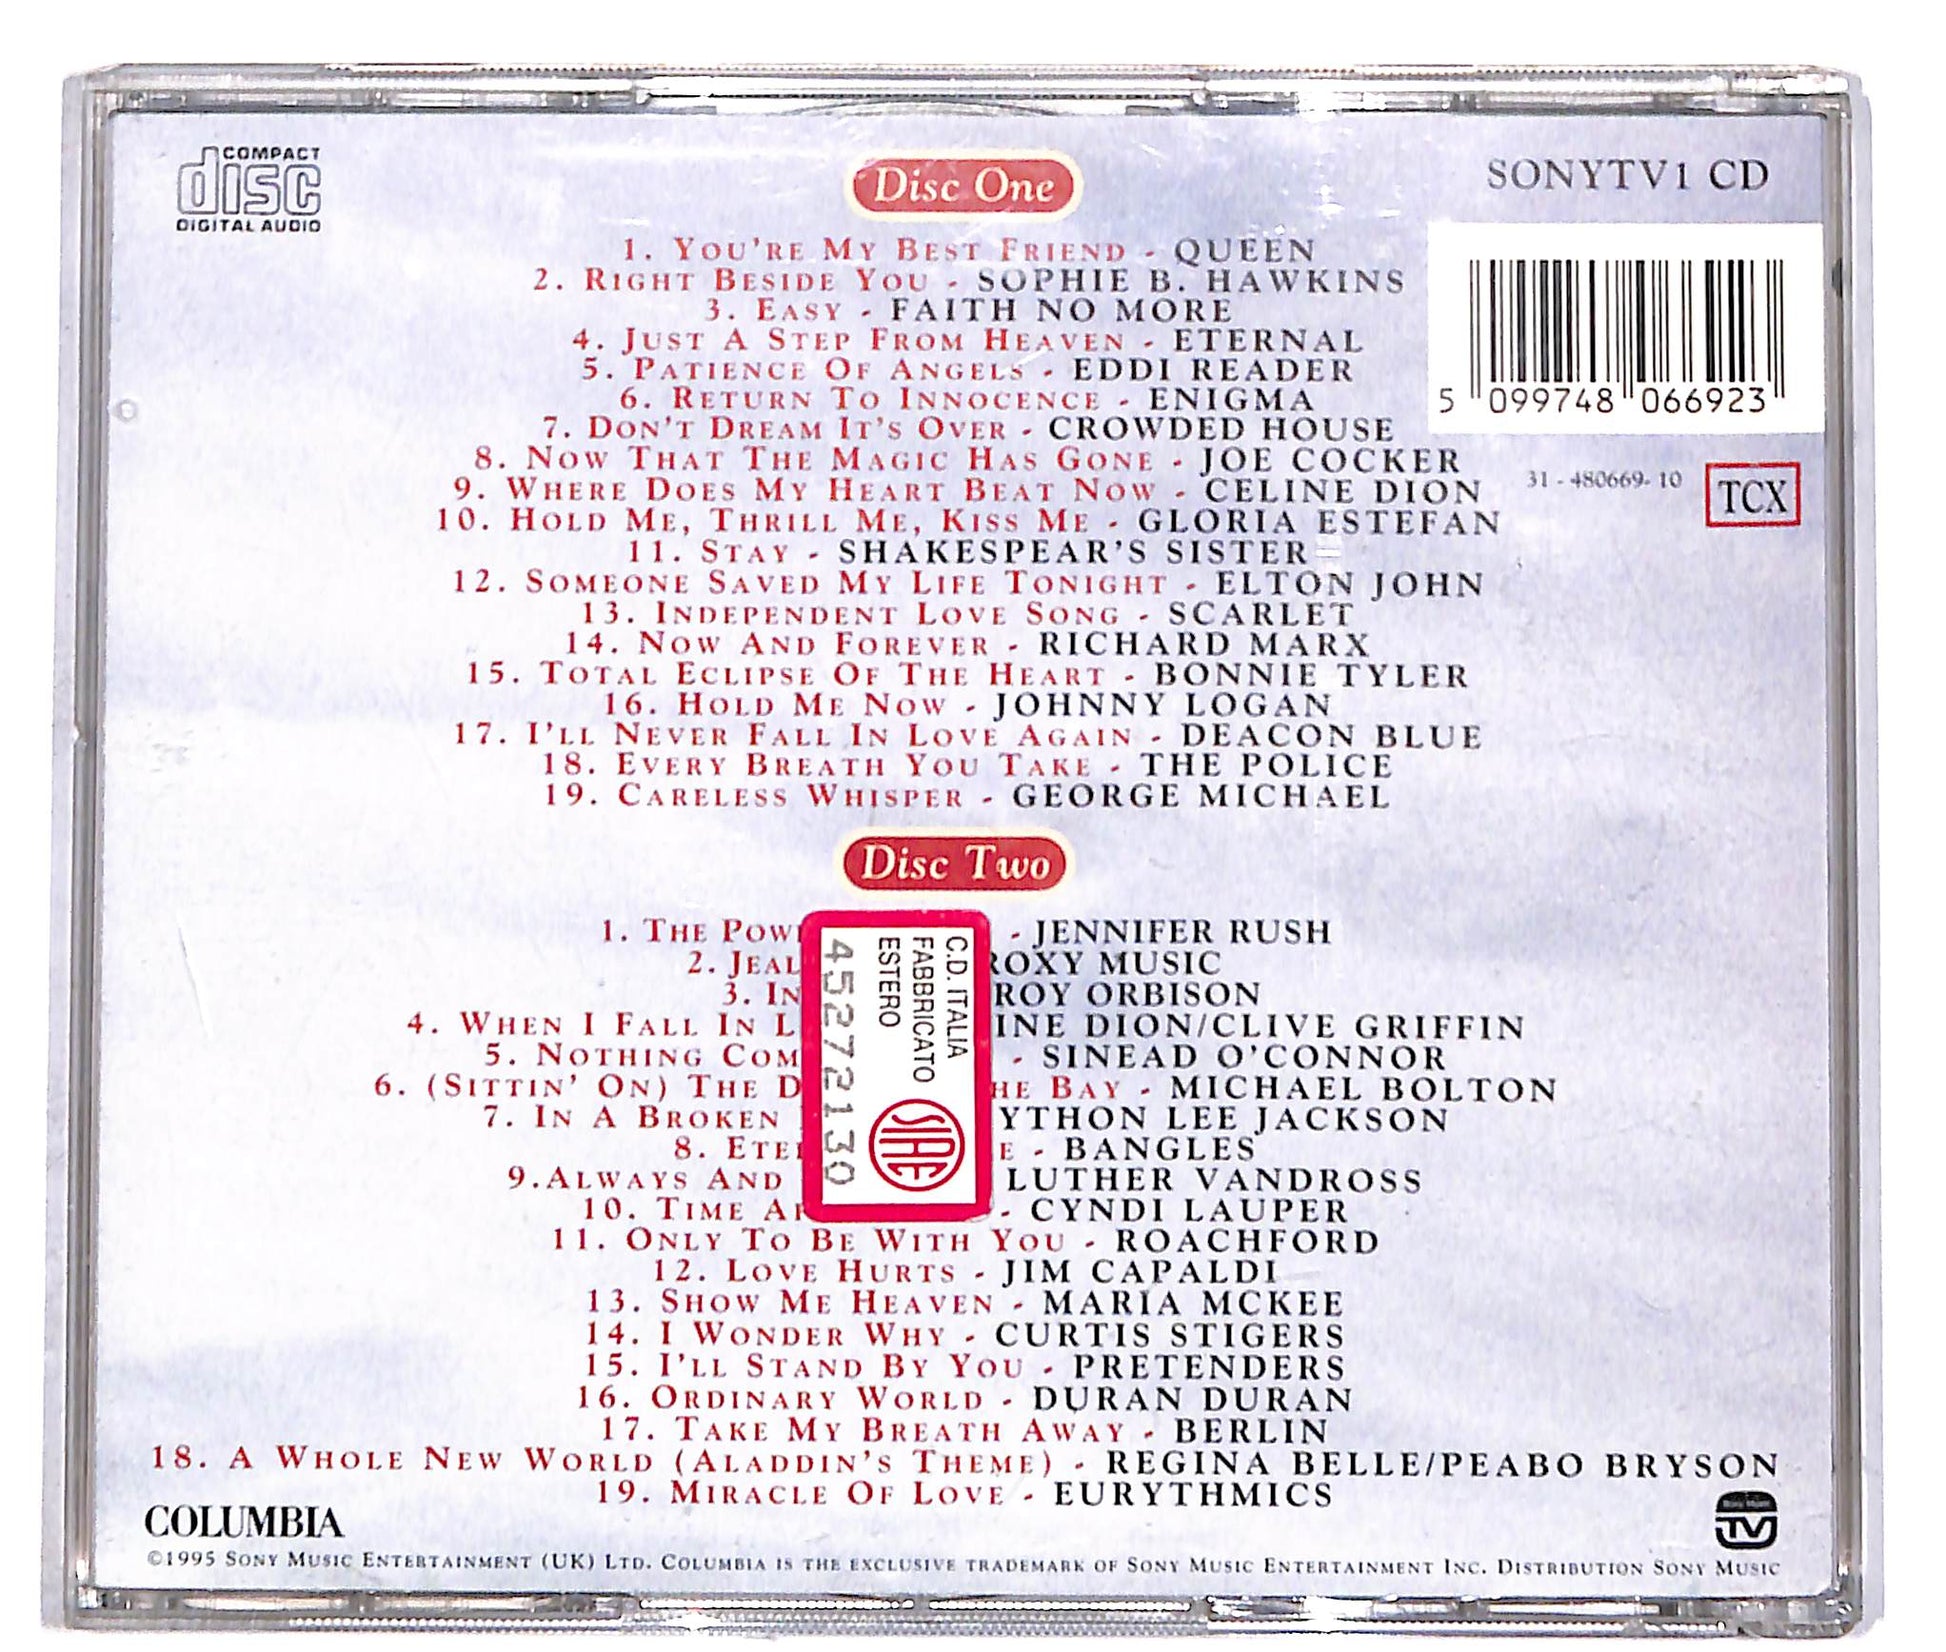 COMPACT
disc
DIGITAL AUDIO
Disc One
SONYTV1 CD
1. You're My Best Friend - QUEEN
2. Right Beside You - SOPHIE B. HAWKINS
3. Easy - FAITH NO MORE
4. Just A Step From Heaven - ETERNAL
5. Patience Of Angels - EDDI READER
6. Return To Innocence - ENIGMA
7. Don't Dream It's Over - CROWDED HOUSE
8. Now That The Magic Has Gone - JOE COCKER
9. Where Does My Heart Beat Now - CELINE DION
10. Hold Me, Thrill Me, Kiss Me - GLORIA ESTEFAN
11. Stay - SHAKESPEAR'S SISTER
12. Someone Saved My Life Tonight - ELTON JOHN
13. Independent Love Song - SCARLET
14. Now And Forever - RICHARD MARX
15. Total Eclipse Of The Heart - BONNIE TYLER
16. Hold Me Now - JOHNNY LOGAN
17. I'll Never Fall In Love Again - DEACON BLUE
18. Every Breath You Take - THE POLICE
19. Careless Whisper - GEORGE MICHAEL
5 099748 066923
31 - 480669- 10
TCX
Disc Two
1. The - JENNIFER RUSH
2. ROXY MUSIC
3. ROY ORBISON
4. When I Fall In DION/CLIVE GRIFFIN
5. Nothing - SINEAD O'CONNOR
6. (Sittin' On) The Bay - MICHAEL BOLTON
7. In A Broken LEE JACKSON
8. - BANGLES
9. Always And LUTHER VANDROSS
10. Time - CYNDI LAUPER
11. Only To Be With You - ROACHFORD
12. Love Hurts - JIM CAPALDI
13. Show Me Heaven - MARIA MCKEE
14. I Wonder Why - CURTIS STIGERS
15. I'll Stand By You - PRETENDERS
16. Ordinary World - DURAN DURAN
17. Take My Breath Away - BERLIN
18. A Whole New World (Aladdin's Theme) - REGINA BELLE/PEABO BRYSON
19. Miracle Of Love - EURYTHMICS
C.D. ITALIA
FABBRICATO
ESTERO
SIAE
452772130
COLUMBIA
TV
©1995 Sony Music Entertainment (UK) Ltd. Columbia is the exclusive trademark of Sony Music Entertainment Inc. Distribution Sony Music